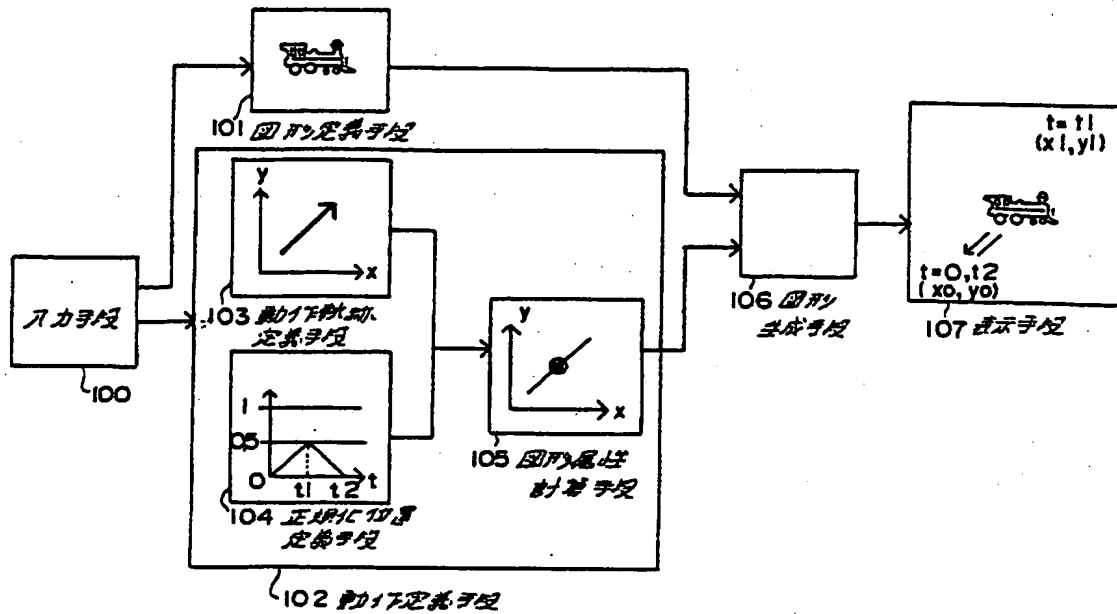 101 図形定義手段
t=t1
(x1,y1)
y
x
103 動作軌跡
定義手段
入力手段
100
t=0,t2
(x0,y0)
107 表示手段
106 図形
生成手段
y
x
105 図形属性
計算手段
1
0.5
0
t1 t2 t
104 正規化位置
定義手段
102 動作定義手段